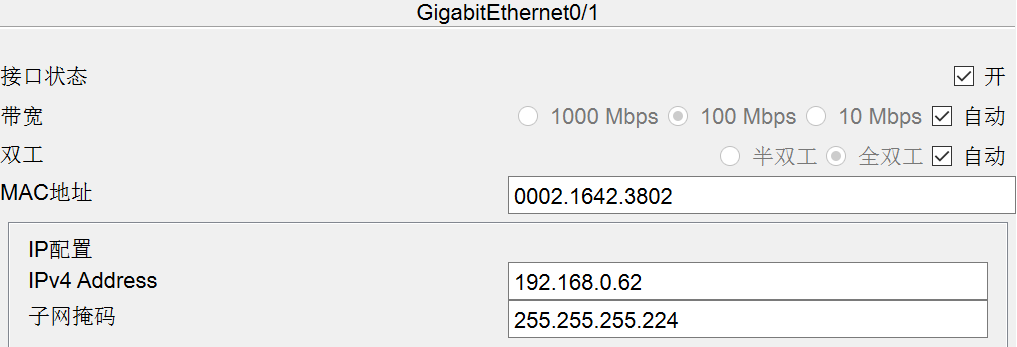 GigabitEthernet0/1
接口状态 开
带宽 1000 Mbps 100 Mbps 10 Mbps 自动
双工 半双工 全双工 自动
MAC地址 0002.1642.3802
IP配置
IPv4 Address 192.168.0.62
子网掩码 255.255.255.224